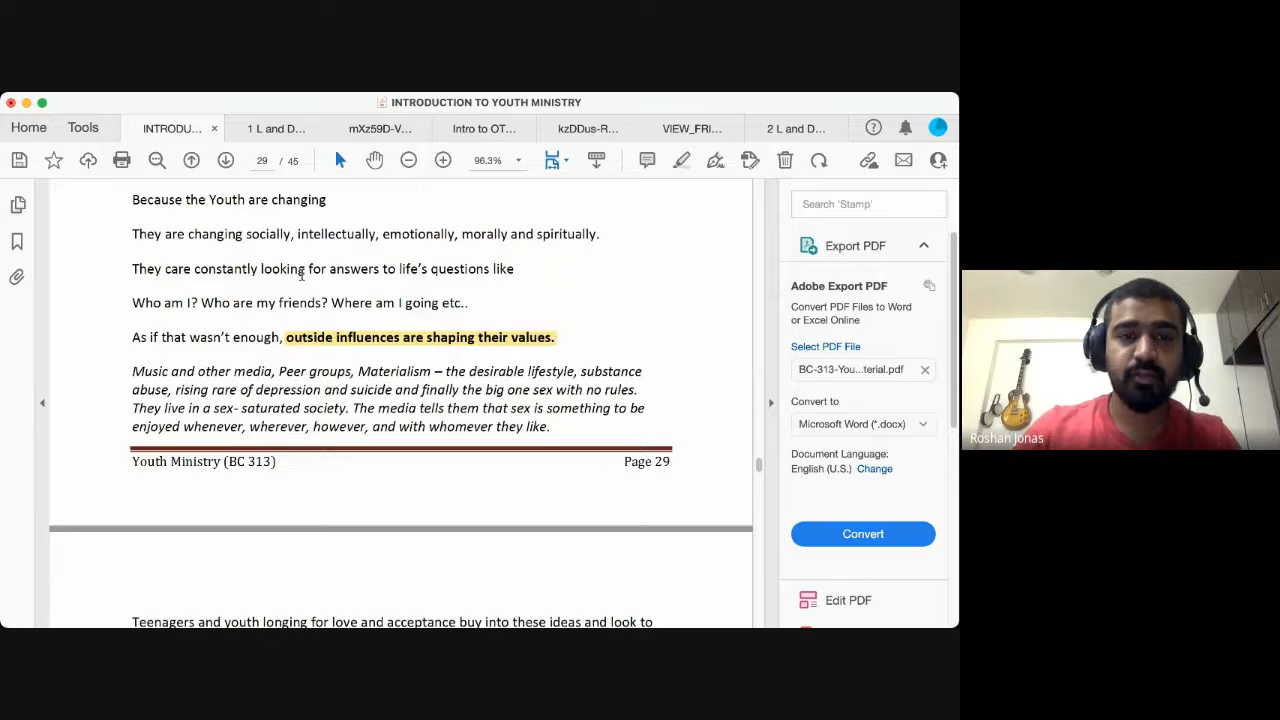 INTRODUCTION TO YOUTH MINISTRY
Home Tools INTRODU... × 1 L and D... mXz59D-V... Intro to OT... kzDDus-R... VIEW_FRI... 2 L and D...
29 / 45 96.3%
Because the Youth are changing
They are changing socially, intellectually, emotionally, morally and spiritually.
They care constantly looking for answers to life's questions like
Who am I? Who are my friends? Where am I going etc..
As if that wasn't enough, outside influences are shaping their values.
Music and other media, Peer groups, Materialism – the desirable lifestyle, substance
abuse, rising rare of depression and suicide and finally the big one sex with no rules.
They live in a sex- saturated society. The media tells them that sex is something to be
enjoyed whenever, wherever, however, and with whomever they like.
Youth Ministry (BC 313) Page 29
Teenagers and youth longing for love and acceptance buy into these ideas and look to
Search 'Stamp'
Export PDF
Adobe Export PDF
Convert PDF Files to Word
or Excel Online
Select PDF File
BC-313-You...terial.pdf
Convert to
Microsoft Word (*.docx)
Document Language:
English (U.S.) Change
Convert
Edit PDF
Roshan Jonas